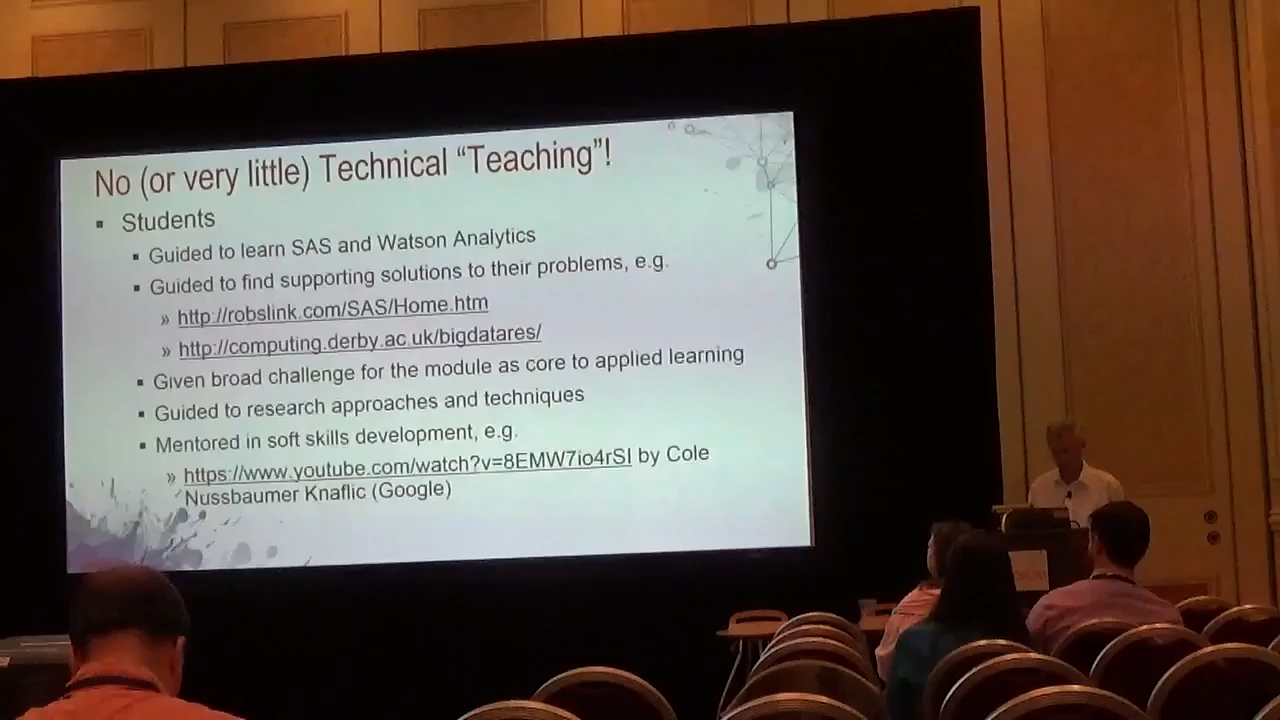 No (or very little) Technical “Teaching”!
▪ Students
▪ Guided to learn SAS and Watson Analytics
▪ Guided to find supporting solutions to their problems, e.g.
» http://robslink.com/SAS/Home.htm
» http://computing.derby.ac.uk/bigdatares/
▪ Given broad challenge for the module as core to applied learning
▪ Guided to research approaches and techniques
▪ Mentored in soft skills development, e.g.
» https://www.youtube.com/watch?v=8EMW7io4rSI by Cole
Nussbaumer Knaflic (Google)